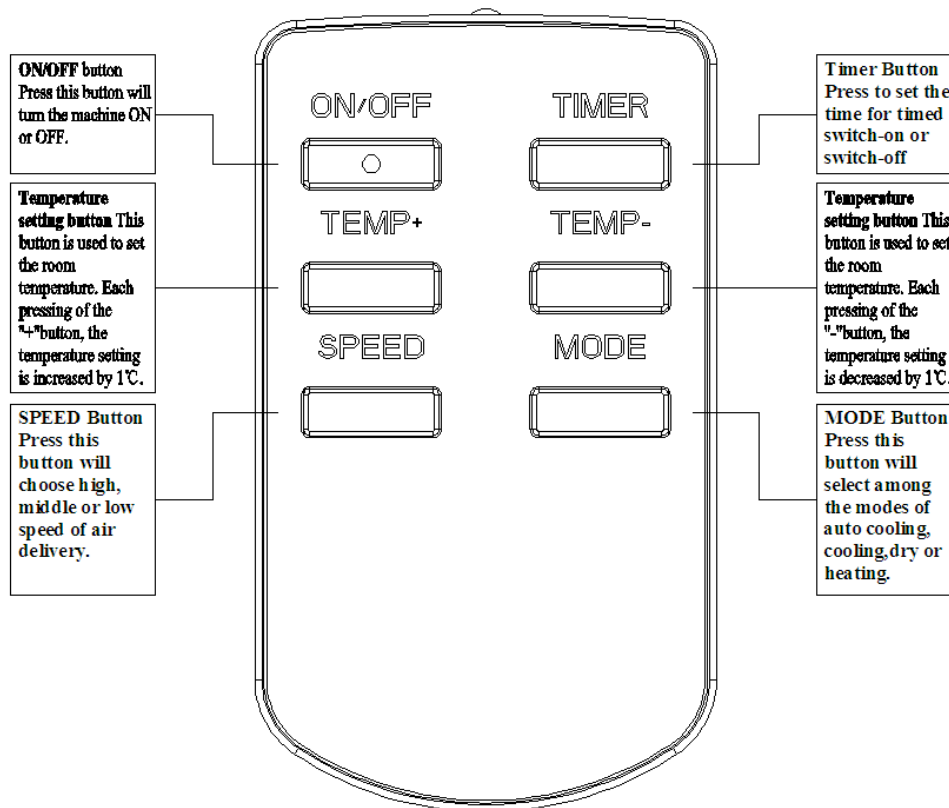 ON/OFF button
Press this button will
turn the machine ON
or OFF.
Temperature
setting button This
button is used to set
the room
temperature. Each
pressing of the
"+"button, the
temperature setting
is increased by 1℃.
SPEED Button
Press this
button will
choose high,
middle or low
speed of air
delivery.
ON/OFF
TIMER
TEMP+
TEMP-
SPEED
MODE
Timer Button
Press to set the
time for timed
switch-on or
switch-off
Temperature
setting button This
button is used to set
the room
temperature. Each
pressing of the
"-"button, the
temperature setting
is decreased by 1℃.
MODE Button
Press this
button will
select among
the modes of
auto cooling,
cooling,dry or
heating.